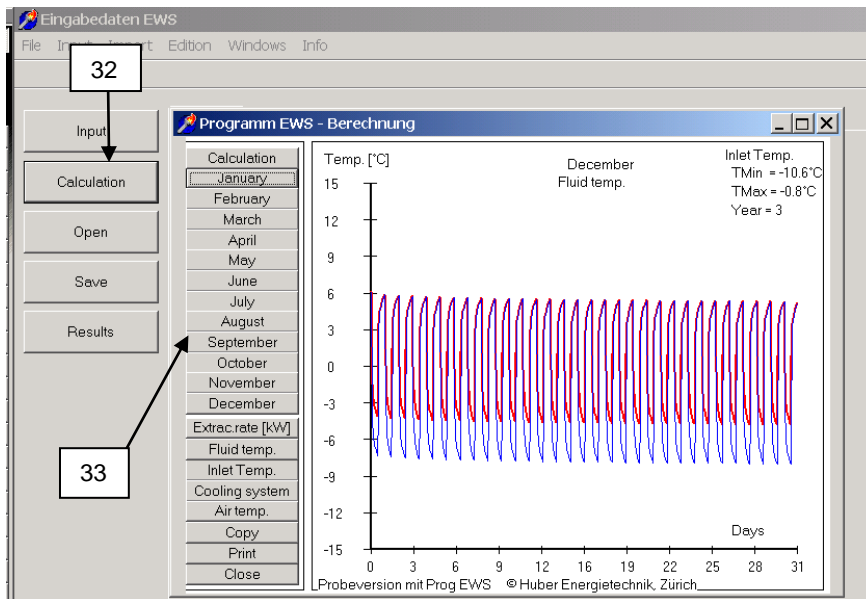 Eingabedaten EWS
File Input Import Edition Windows Info
32
Input
Calculation
Open
Save
Results
33
Programm EWS - Berechnung
Calculation
January
February
March
April
May
June
July
August
September
October
November
December
Extrac.rate [kW]
Fluid temp.
Inlet Temp.
Cooling system
Air temp.
Copy
Print
Close
Temp. [°C]
December
Fluid temp.
Inlet Temp.
TMin = -10.6°C
TMax = -0.8°C
Year = 3
15
12
9
6
3
0
-3
-6
-9
-12
-15
Days
0 3 6 9 12 16 19 22 25 28 31
Probeversion mit Prog EWS © Huber Energietechnik, Zürich